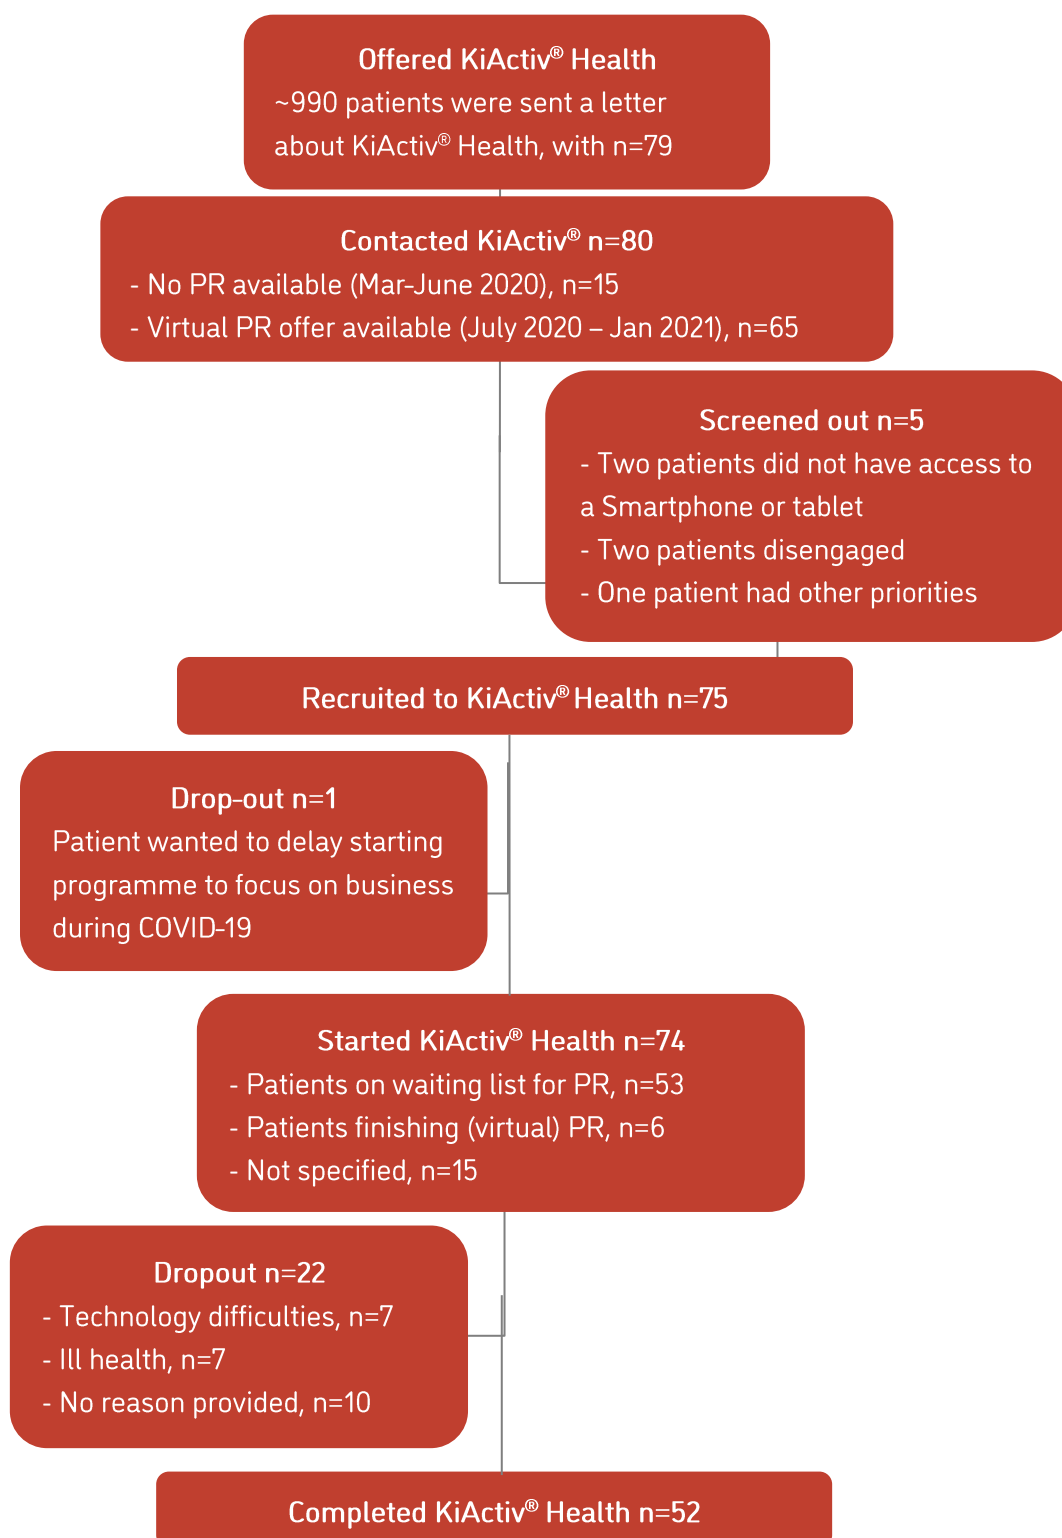 Offered KiActiv® Health
~990 patients were sent a letter
about KiActiv® Health, with n=79
Contacted KiActiv® n=80
- No PR available (Mar-June 2020), n=15
- Virtual PR offer available (July 2020 – Jan 2021), n=65
Screened out n=5
- Two patients did not have access to
a Smartphone or tablet
- Two patients disengaged
- One patient had other priorities
Recruited to KiActiv® Health n=75
Drop-out n=1
Patient wanted to delay starting
programme to focus on business
during COVID-19
Started KiActiv® Health n=74
- Patients on waiting list for PR, n=53
- Patients finishing (virtual) PR, n=6
- Not specified, n=15
Dropout n=22
- Technology difficulties, n=7
- Ill health, n=7
- No reason provided, n=10
Completed KiActiv® Health n=52